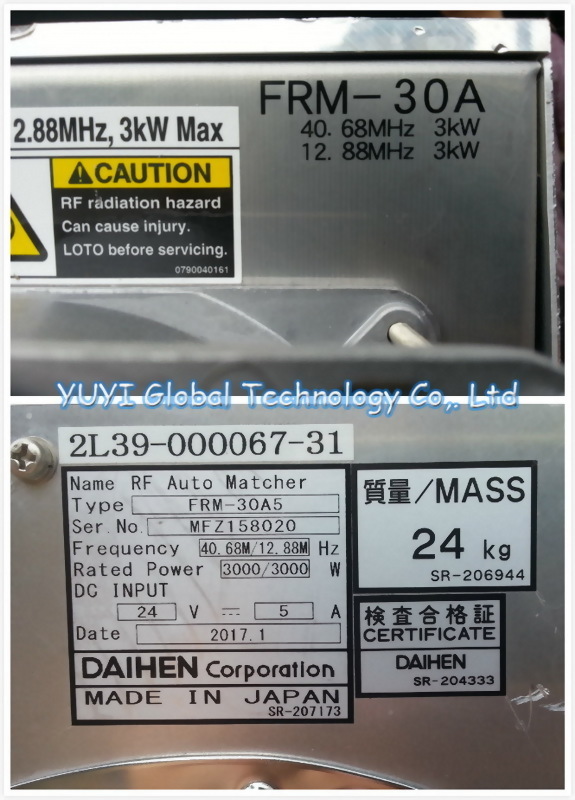 FRM-30A
40.68MHz 3kW
12.88MHz 3kW
2.88MHz, 3kW Max
CAUTION
RF radiation hazard
Can cause injury.
LOTO before servicing.
0790040161
YUYI Global Tcchnology Co,. Ltd
2L39-000067-31
Name RF Auto Matcher
Type FRM-30A5
Ser.No. MFZ158020
Frequency 40.68M/12.88M Hz
Rated Power 3000/3000 W
DC INPUT
24 V 5 A
Date 2017.1
DAIHEN Corporation
MADE IN JAPAN
SR-207173
質量/MASS
24 kg
SR-206944
検査合格証
CERTIFICATE
DAIHEN
SR-204333